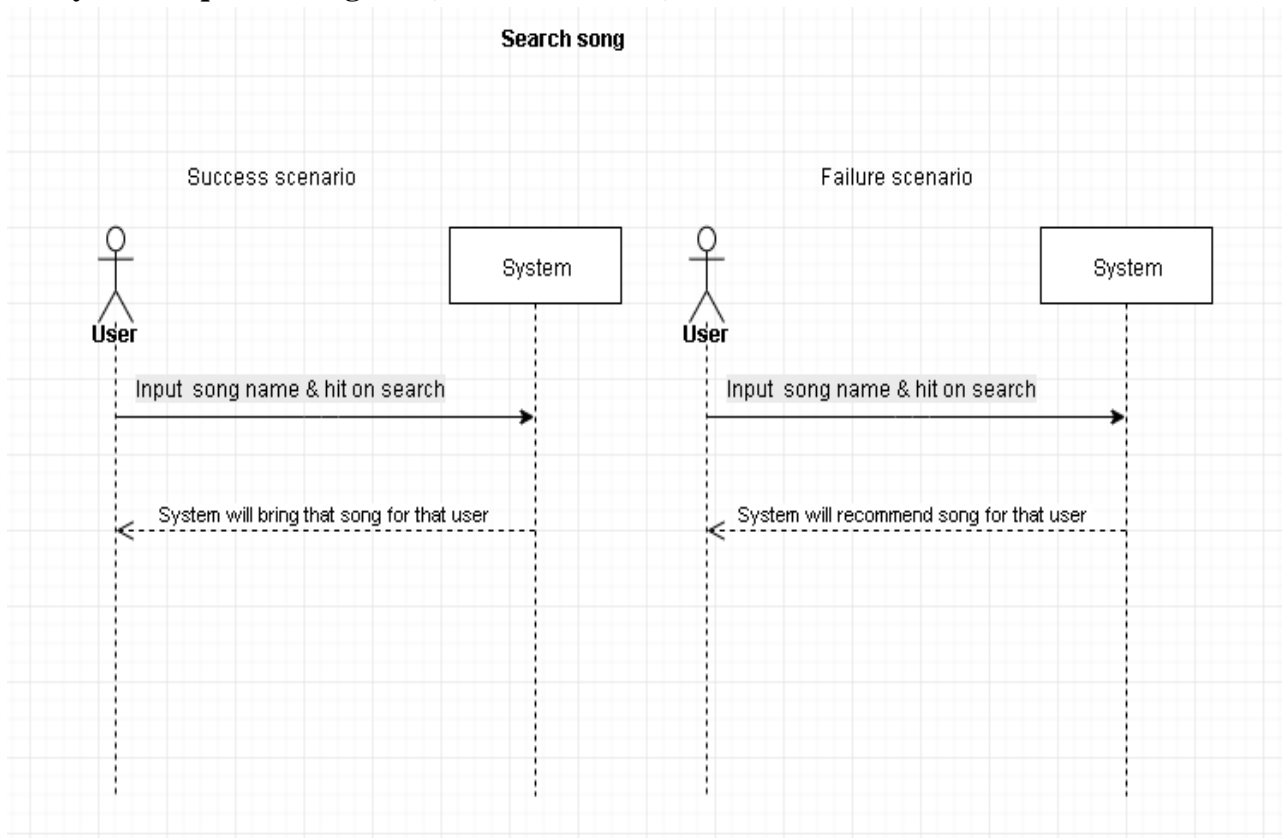 Search song
Success scenario
Failure scenario
System
System
User
User
Input  song name & hit on search
Input  song name & hit on search
System will bring that song for that user
System will recommend song for that user